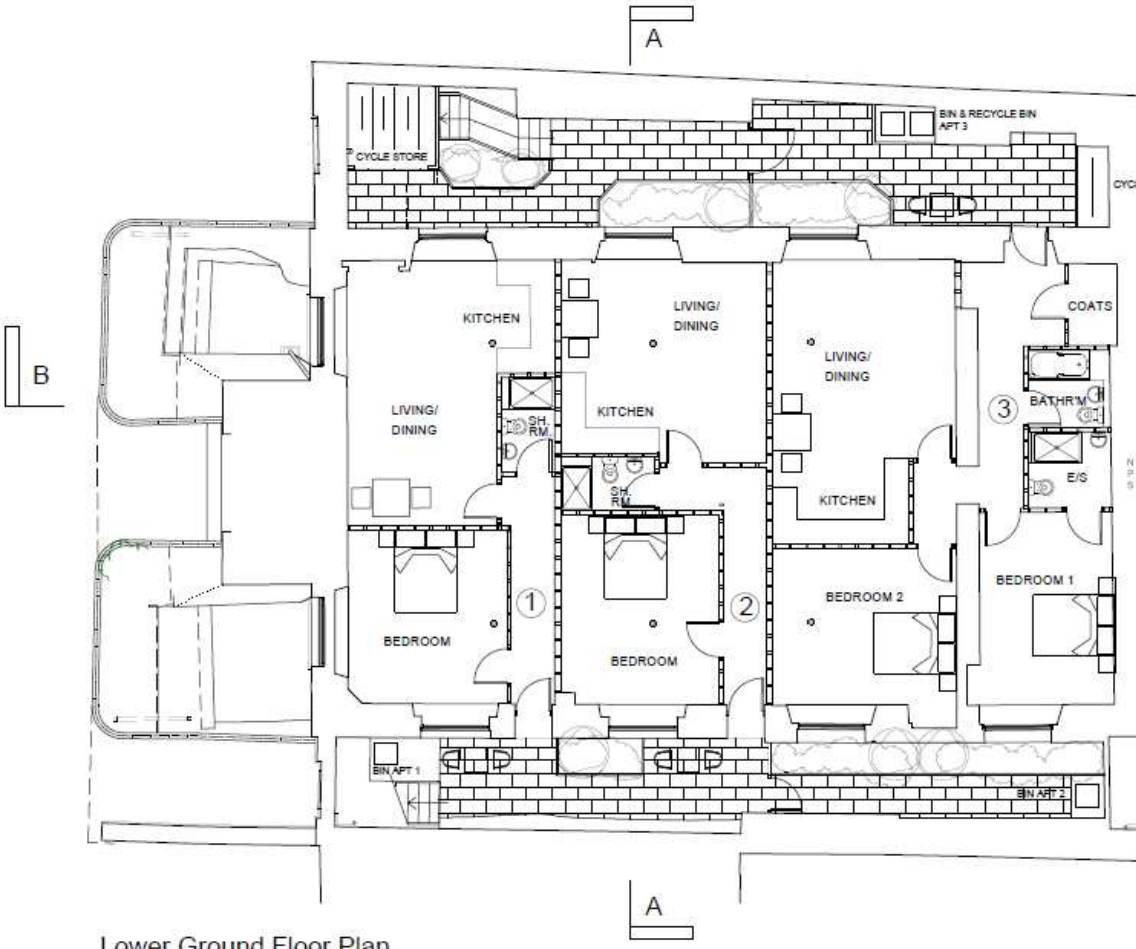 A
BIN & RECYCLE BIN
APT 3
CYCLE STORE
CYCL
KITCHEN
LIVING/
DINING
LIVING/
DINING
COATS
B
LIVING/
DINING
KITCHEN
3
BATHR'M
SH.
RM.
E/S
N
P
S
SH.
RM.
KITCHEN
BEDROOM 1
1
2
BEDROOM 2
BEDROOM
BEDROOM
BIN APT 1
BIN APT 2
A
Lower Ground Floor Plan